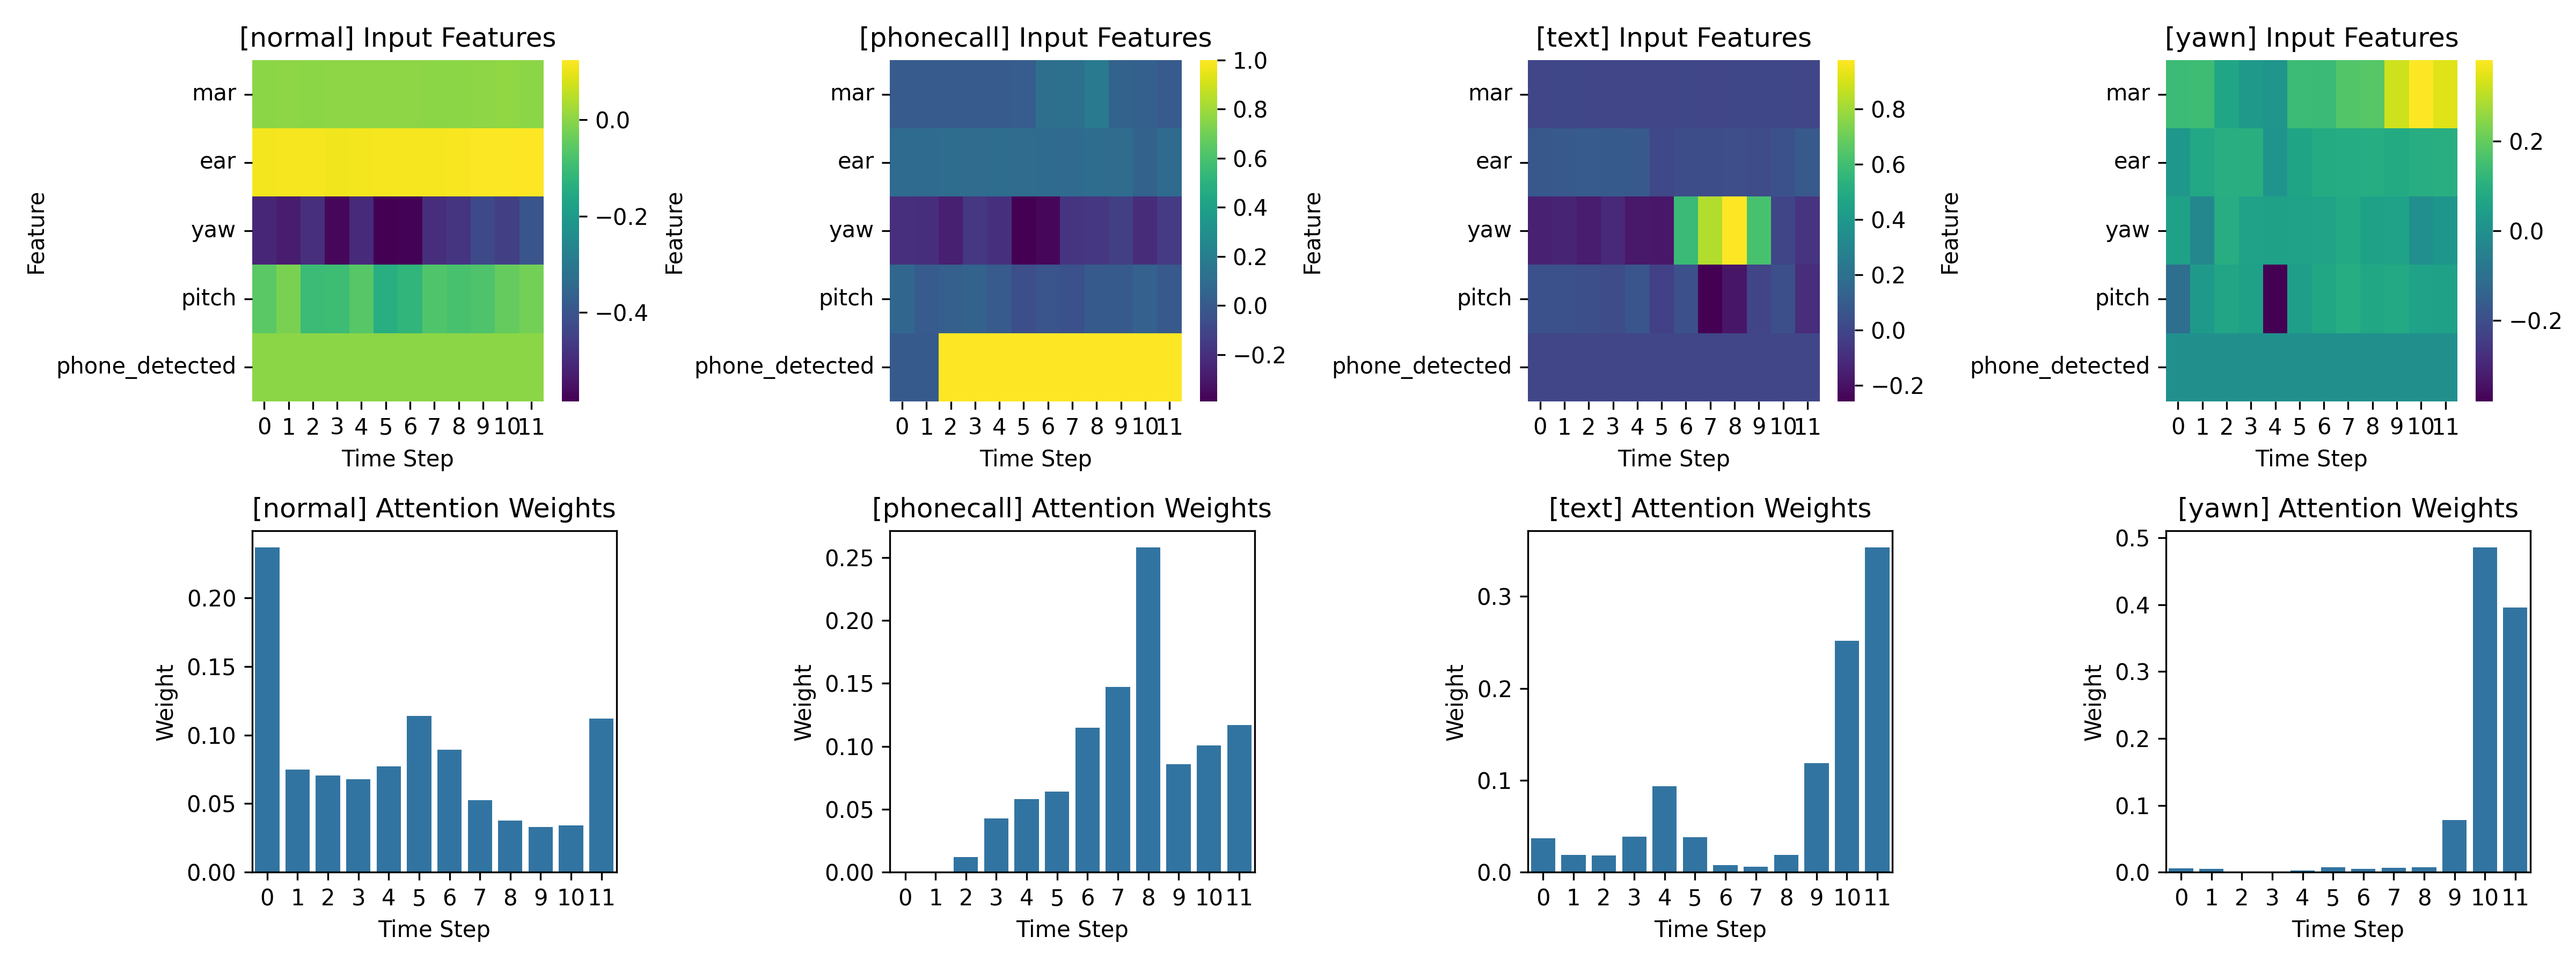 [normal] Input Features
Feature
mar
ear
yaw
pitch
phone_detected
0 1 2 3 4 5 6 7 8 9 10 11
Time Step
0.0
−0.2
−0.4
[phonecall] Input Features
Feature
mar
ear
yaw
pitch
phone_detected
0 1 2 3 4 5 6 7 8 9 10 11
Time Step
1.0
0.8
0.6
0.4
0.2
0.0
−0.2
[text] Input Features
Feature
mar
ear
yaw
pitch
phone_detected
0 1 2 3 4 5 6 7 8 9 10 11
Time Step
0.8
0.6
0.4
0.2
0.0
−0.2
[yawn] Input Features
Feature
mar
ear
yaw
pitch
phone_detected
0 1 2 3 4 5 6 7 8 9 10 11
Time Step
0.2
0.0
−0.2
[normal] Attention Weights
Weight
0.20
0.15
0.10
0.05
0.00
0 1 2 3 4 5 6 7 8 9 10 11
Time Step
[phonecall] Attention Weights
Weight
0.25
0.20
0.15
0.10
0.05
0.00
0 1 2 3 4 5 6 7 8 9 10 11
Time Step
[text] Attention Weights
Weight
0.3
0.2
0.1
0.0
0 1 2 3 4 5 6 7 8 9 10 11
Time Step
[yawn] Attention Weights
Weight
0.5
0.4
0.3
0.2
0.1
0.0
0 1 2 3 4 5 6 7 8 9 10 11
Time Step